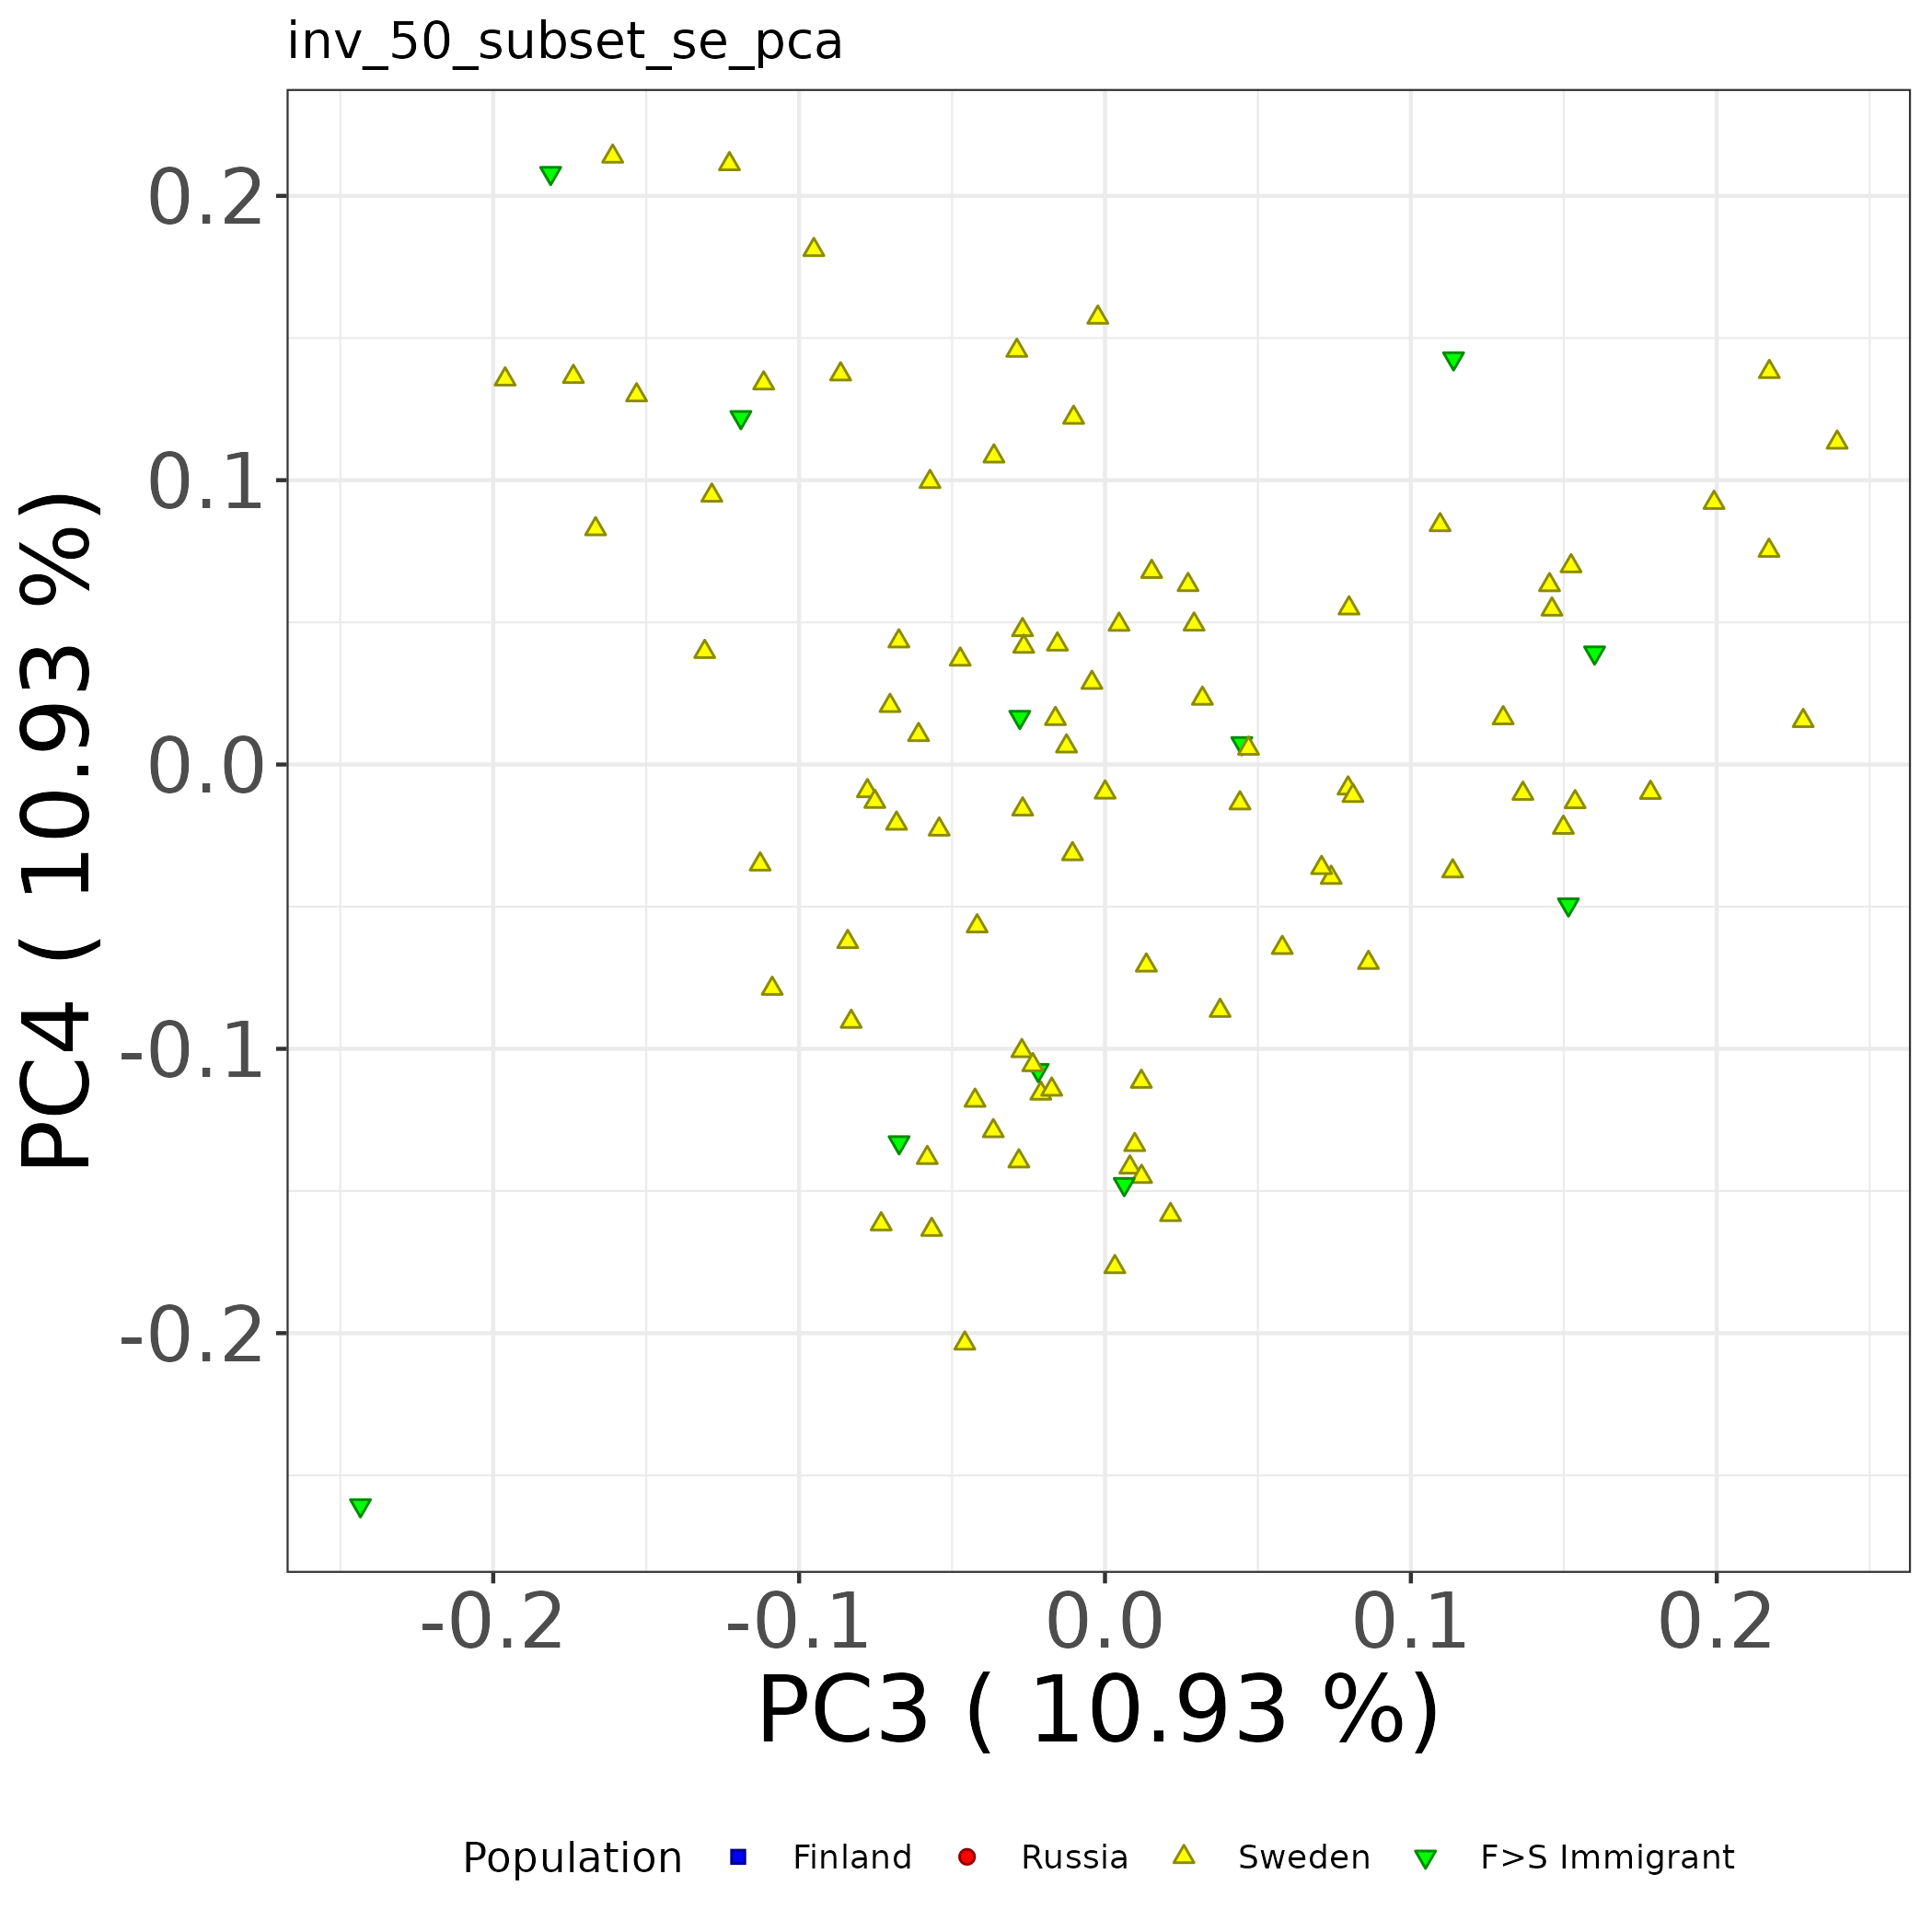 inv_50_subset_se_pca
0.2
0.1
0.0
-0.1
-0.2
PC4 ( 10.93 %)
-0.2 -0.1 0.0 0.1 0.2
PC3 ( 10.93 %)
Population Finland Russia Sweden F>S Immigrant